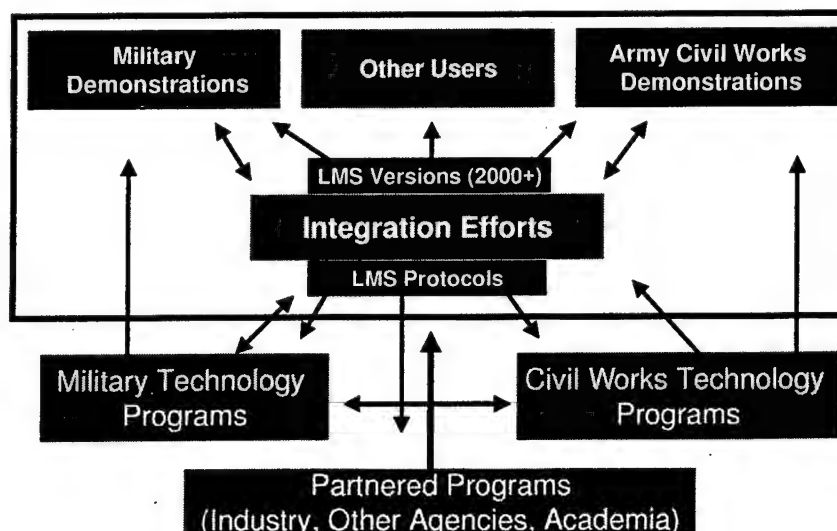 Military
Demonstrations
Other Users
Army Civil Works
Demonstrations
LMS Versions (2000+)
Integration Efforts
LMS Protocols
Military Technology
Programs
Civil Works Technology
Programs
Partnered Programs
(Industry, Other Agencies, Academia)